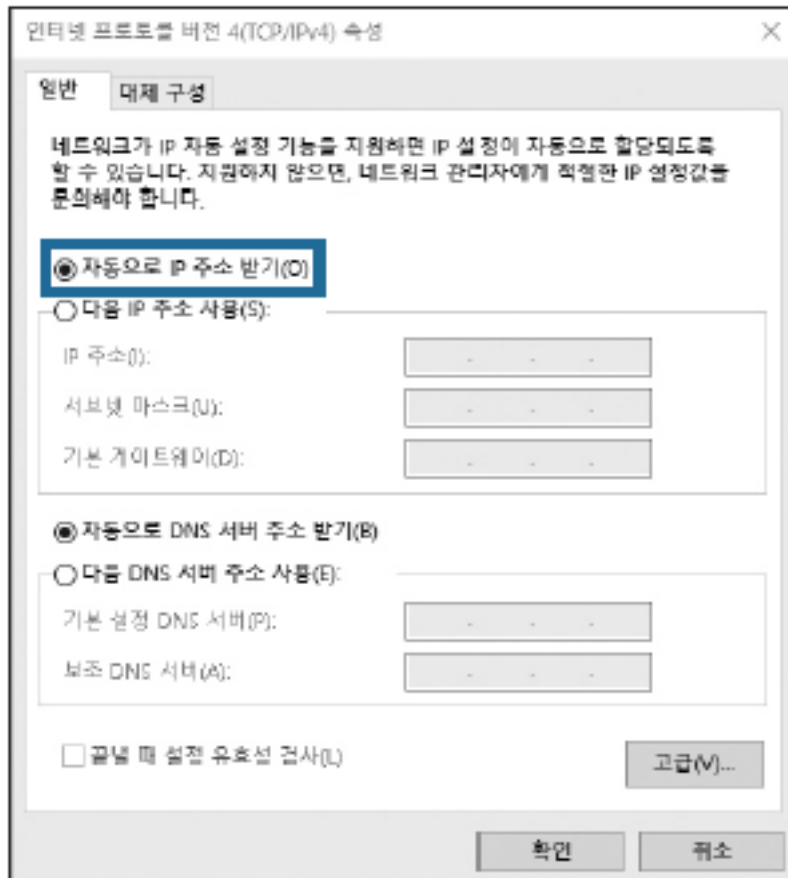 인터넷 프로토콜 버전 4(TCP/IPv4) 속성
일반
대체 구성
네트워크가 IP 자동 설정 기능을 지원하면 IP 설정이 자동으로 할당되도록
할 수 있습니다. 지원하지 않으면, 네트워크 관리자에게 적절한 IP 설정값을
문의해야 합니다.
자동으로 IP 주소 받기(O)
다음 IP 주소 사용(S):
IP 주소(I):
서브넷 마스크(U):
기본 게이트웨이(D):
자동으로 DNS 서버 주소 받기(B)
다음 DNS 서버 주소 사용(E):
기본 설정 DNS 서버(P):
보조 DNS 서버(A):
끝낼 때 설정 유효성 검사(L)
고급(V)...
확인
취소